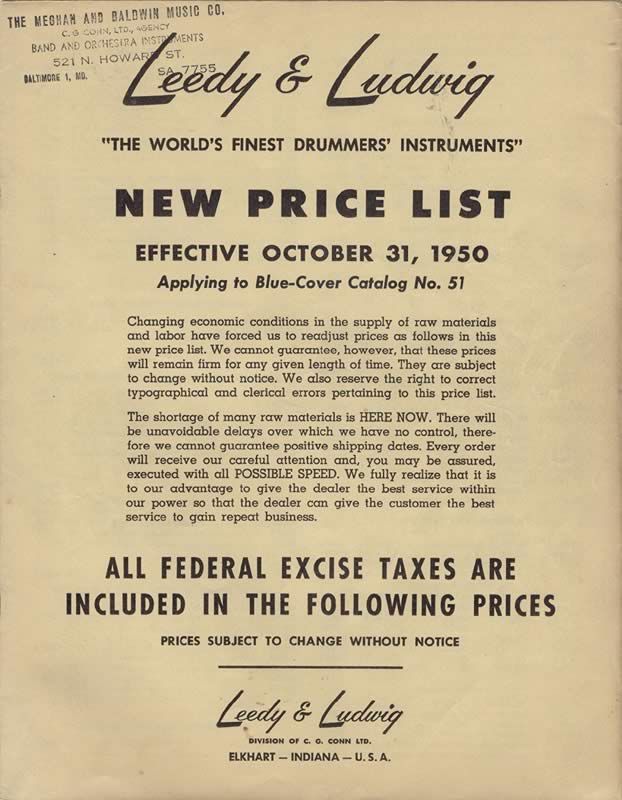 THE MEGHAN AND BALDWIN MUSIC CO.
C. G. CONN, LTD., AGENCY
BAND AND ORCHESTRA INSTRUMENTS
521 N. HOWARD ST.
BALTIMORE 1, MD. SA 7755
Leedy & Ludwig
"THE WORLD'S FINEST DRUMMERS' INSTRUMENTS"
NEW PRICE LIST
EFFECTIVE OCTOBER 31, 1950
Applying to Blue-Cover Catalog No. 51
Changing economic conditions in the supply of raw materials
and labor have forced us to readjust prices as follows in this
new price list. We cannot guarantee, however, that these prices
will remain firm for any given length of time. They are subject
to change without notice. We also reserve the right to correct
typographical and clerical errors pertaining to this price list.
The shortage of many raw materials is HERE NOW. There will
be unavoidable delays over which we have no control, there-
fore we cannot guarantee positive shipping dates. Every order
will receive our careful attention and, you may be assured,
executed with all POSSIBLE SPEED. We fully realize that it is
to our advantage to give the dealer the best service within
our power so that the dealer can give the customer the best
service to gain repeat business.
ALL FEDERAL EXCISE TAXES ARE
INCLUDED IN THE FOLLOWING PRICES
PRICES SUBJECT TO CHANGE WITHOUT NOTICE
Leedy & Ludwig
DIVISION OF C. G. CONN LTD.
ELKHART — INDIANA — U. S. A.